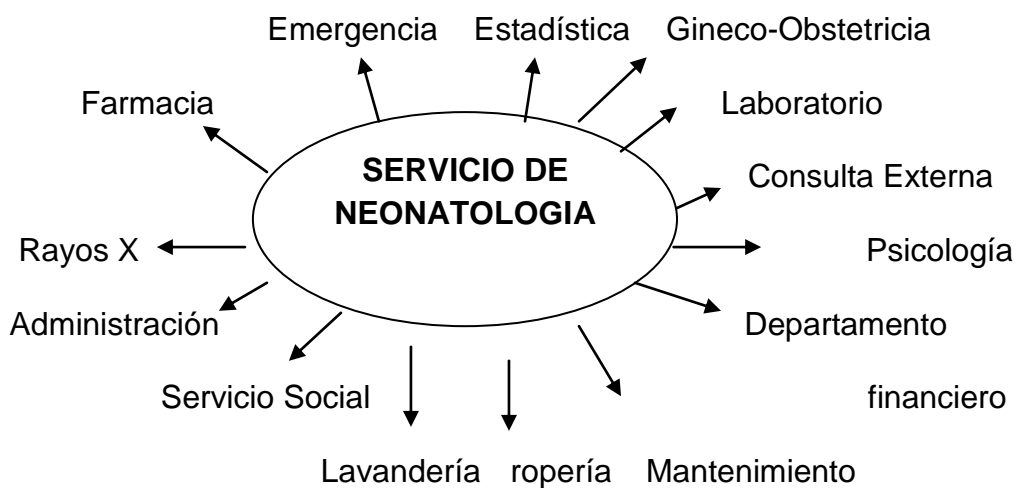 Emergencia Estadística Gineco-Obstetricia
Farmacia
Laboratorio
SERVICIO DE
NEONATOLOGIA
Consulta Externa
Rayos X
Psicología
Administración
Departamento
Servicio Social
financiero
Lavandería ropería Mantenimiento